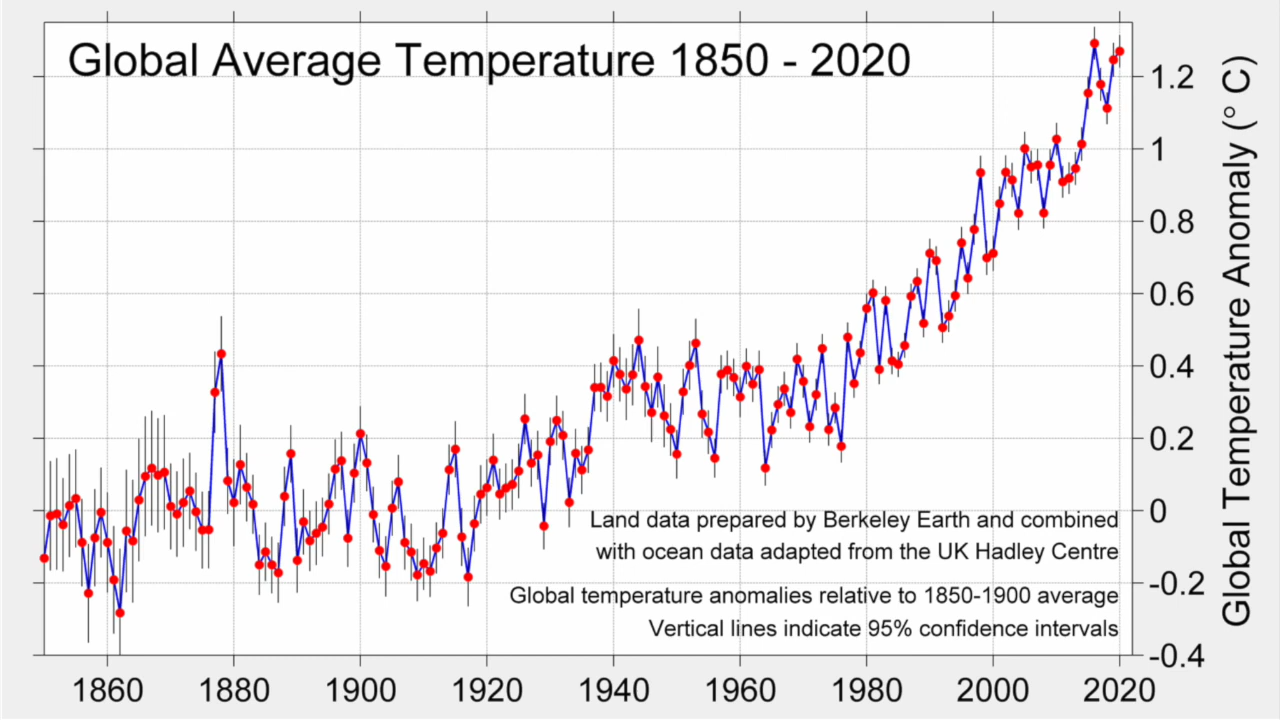 Global Average Temperature 1850 - 2020
1.2
1
0.8
0.6
0.4
0.2
0
-0.2
-0.4
Global Temperature Anomaly (° C)
Land data prepared by Berkeley Earth and combined
with ocean data adapted from the UK Hadley Centre
Global temperature anomalies relative to 1850-1900 average
Vertical lines indicate 95% confidence intervals
1860 1880 1900 1920 1940 1960 1980 2000 2020